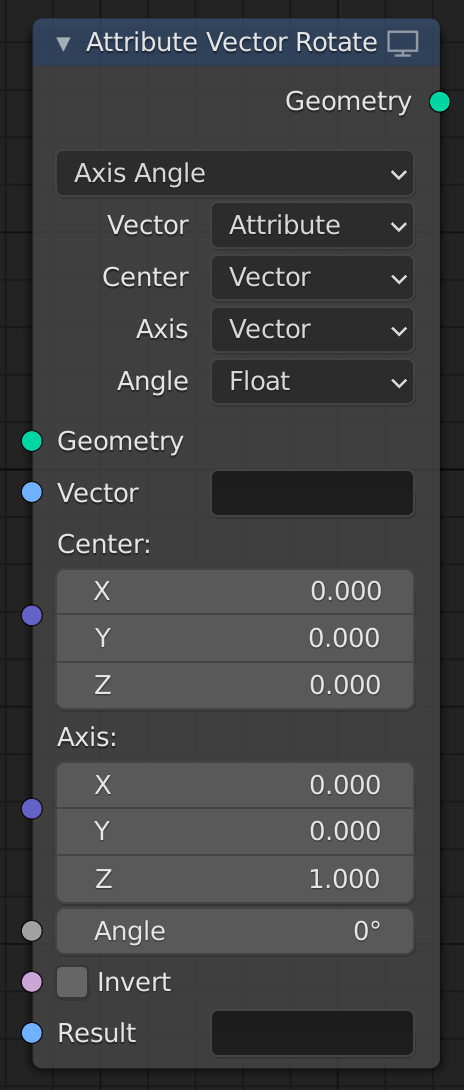 Attribute Vector Rotate
Geometry
Axis Angle
Vector Attribute
Center Vector
Axis Vector
Angle Float
Geometry
Vector
Center:
X 0.000
Y 0.000
Z 0.000
Axis:
X 0.000
Y 0.000
Z 1.000
Angle 0°
Invert
Result